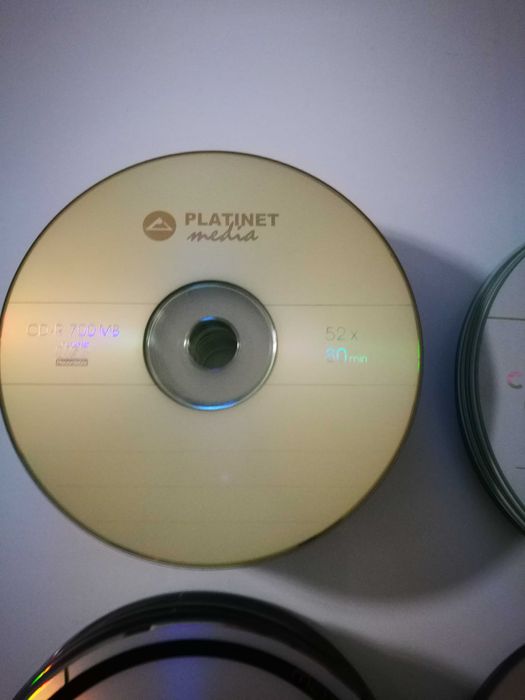 PLATINET
media
CD-R 700 MB
52 x
80 min